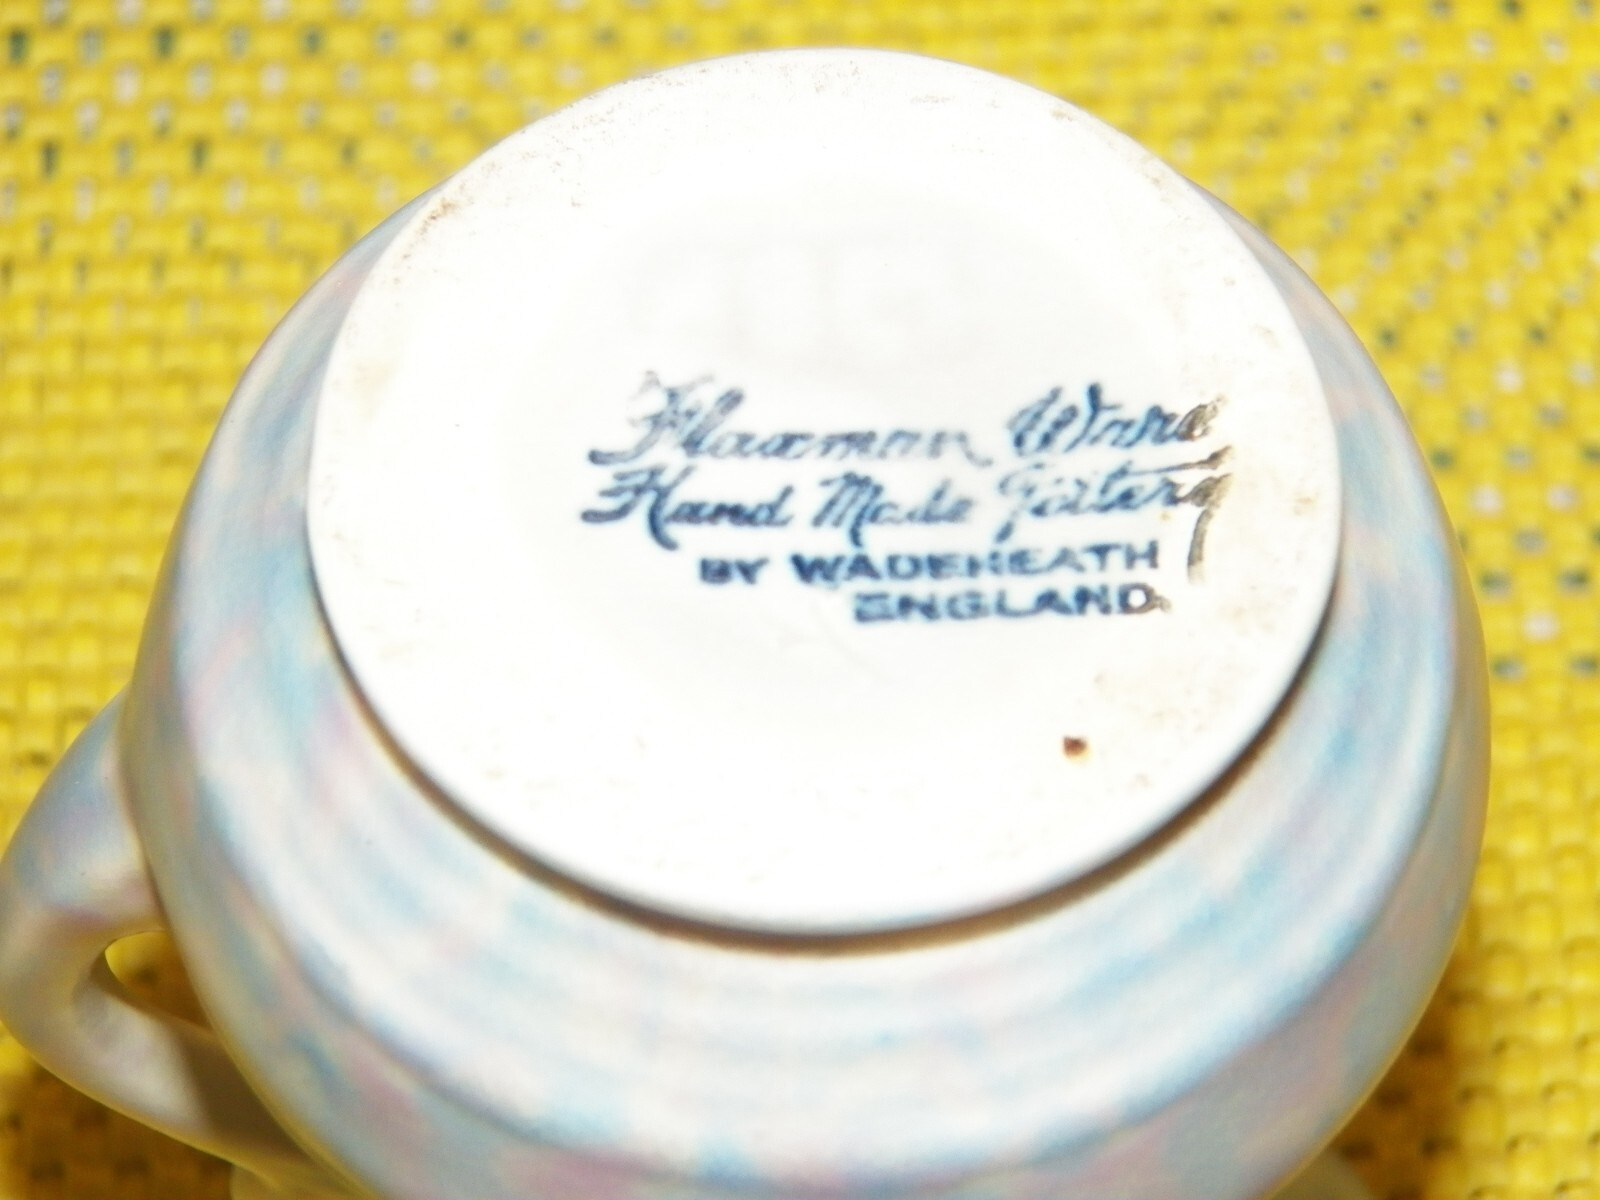 Flaxman Ware
Hand Made Pottery
BY WADEHEATH
ENGLAND